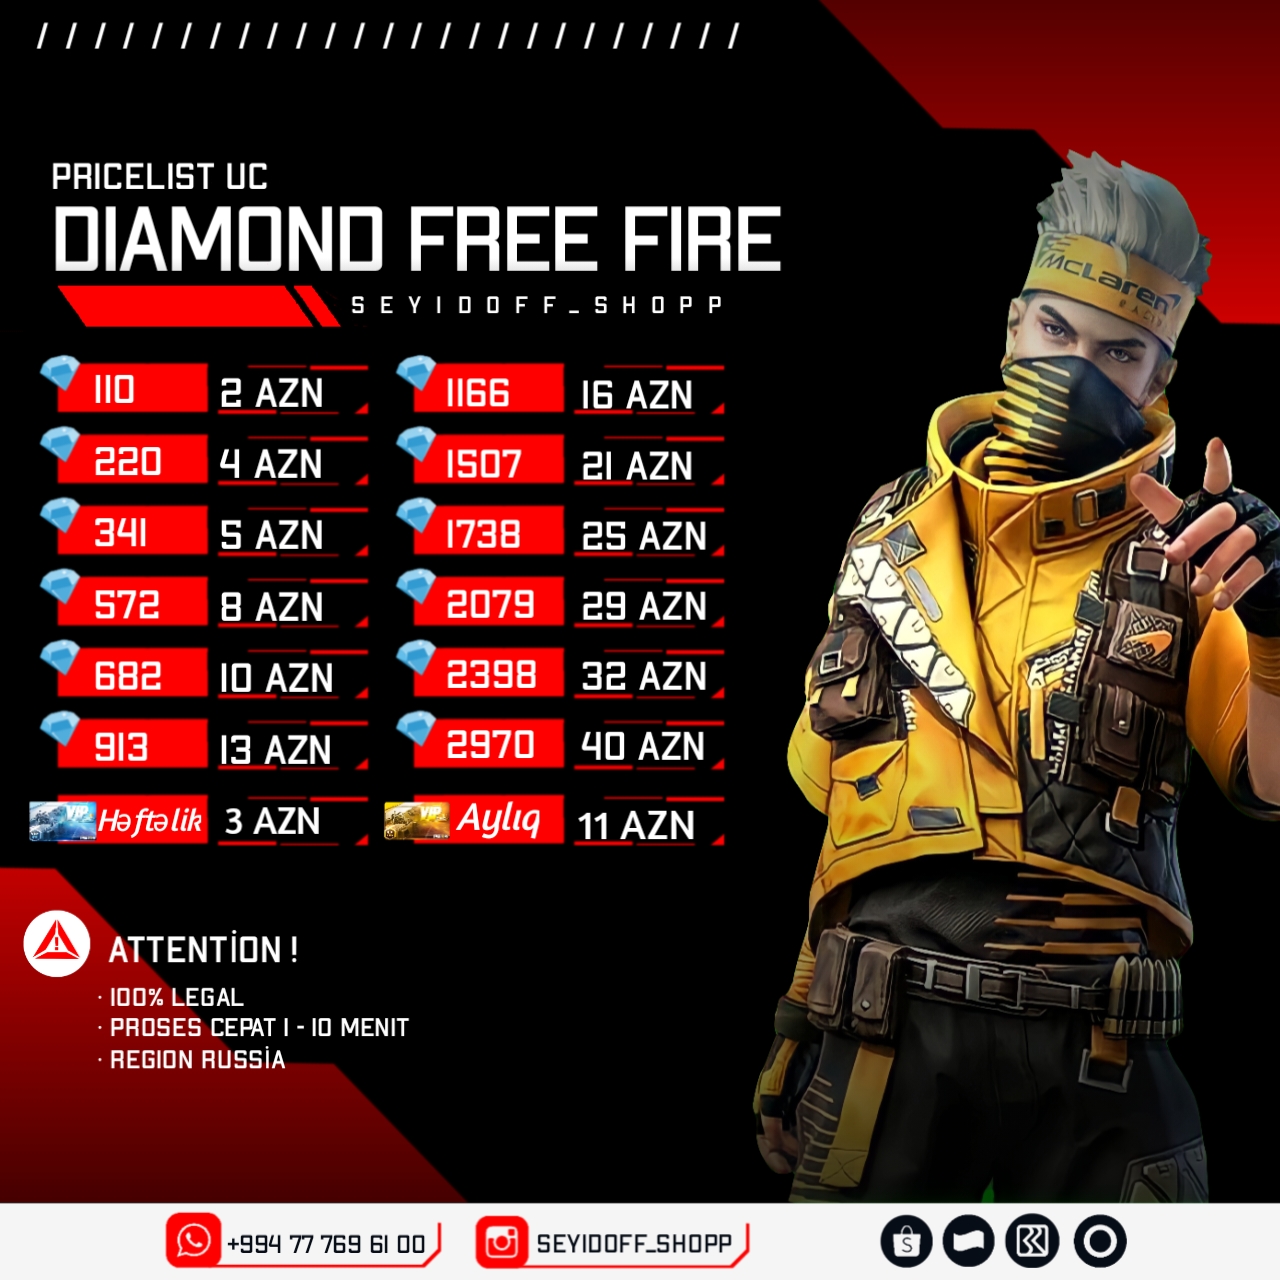 PRICELIST UC
DIAMOND FREE FIRE
SEYIDOFF_SHOPP
McLaren
110 2 AZN 1166 16 AZN
220 4 AZN 1507 21 AZN
341 5 AZN 1738 25 AZN
572 8 AZN 2079 29 AZN
682 10 AZN 2398 32 AZN
913 13 AZN 2970 40 AZN
VIP Həftəlik 3 AZN VIP Aylıq 11 AZN
ATTENTİON !
· 100% LEGAL
· PROSES CEPAT 1 - 10 MENIT
· REGION RUSSİA
+994 77 769 61 00 SEYIDOFF_SHOPP